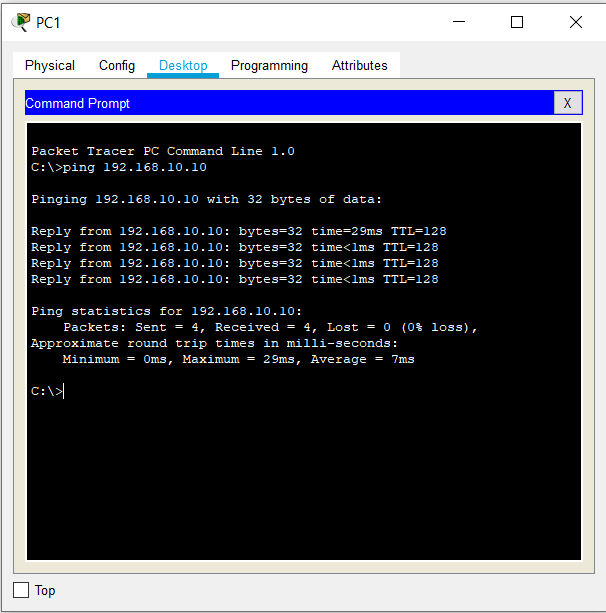 PC1
Physical Config Desktop Programming Attributes
Command Prompt X
Packet Tracer PC Command Line 1.0
C:\>ping 192.168.10.10
Pinging 192.168.10.10 with 32 bytes of data:
Reply from 192.168.10.10: bytes=32 time=29ms TTL=128
Reply from 192.168.10.10: bytes=32 time<1ms TTL=128
Reply from 192.168.10.10: bytes=32 time<1ms TTL=128
Reply from 192.168.10.10: bytes=32 time<1ms TTL=128
Ping statistics for 192.168.10.10:
    Packets: Sent = 4, Received = 4, Lost = 0 (0% loss),
Approximate round trip times in milli-seconds:
    Minimum = 0ms, Maximum = 29ms, Average = 7ms
C:\>
Top